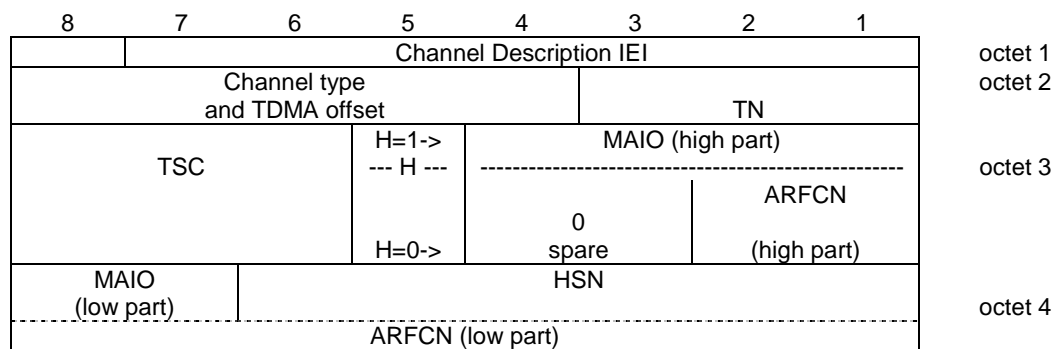 8 7 6 5 4 3 2 1
Channel Description IEI octet 1
Channel type octet 2
and TDMA offset TN
H=1-> MAIO (high part)
TSC --- H --- ---------------------------------------------------- octet 3
ARFCN
0
H=0-> spare (high part)
MAIO HSN
(low part) octet 4
ARFCN (low part)